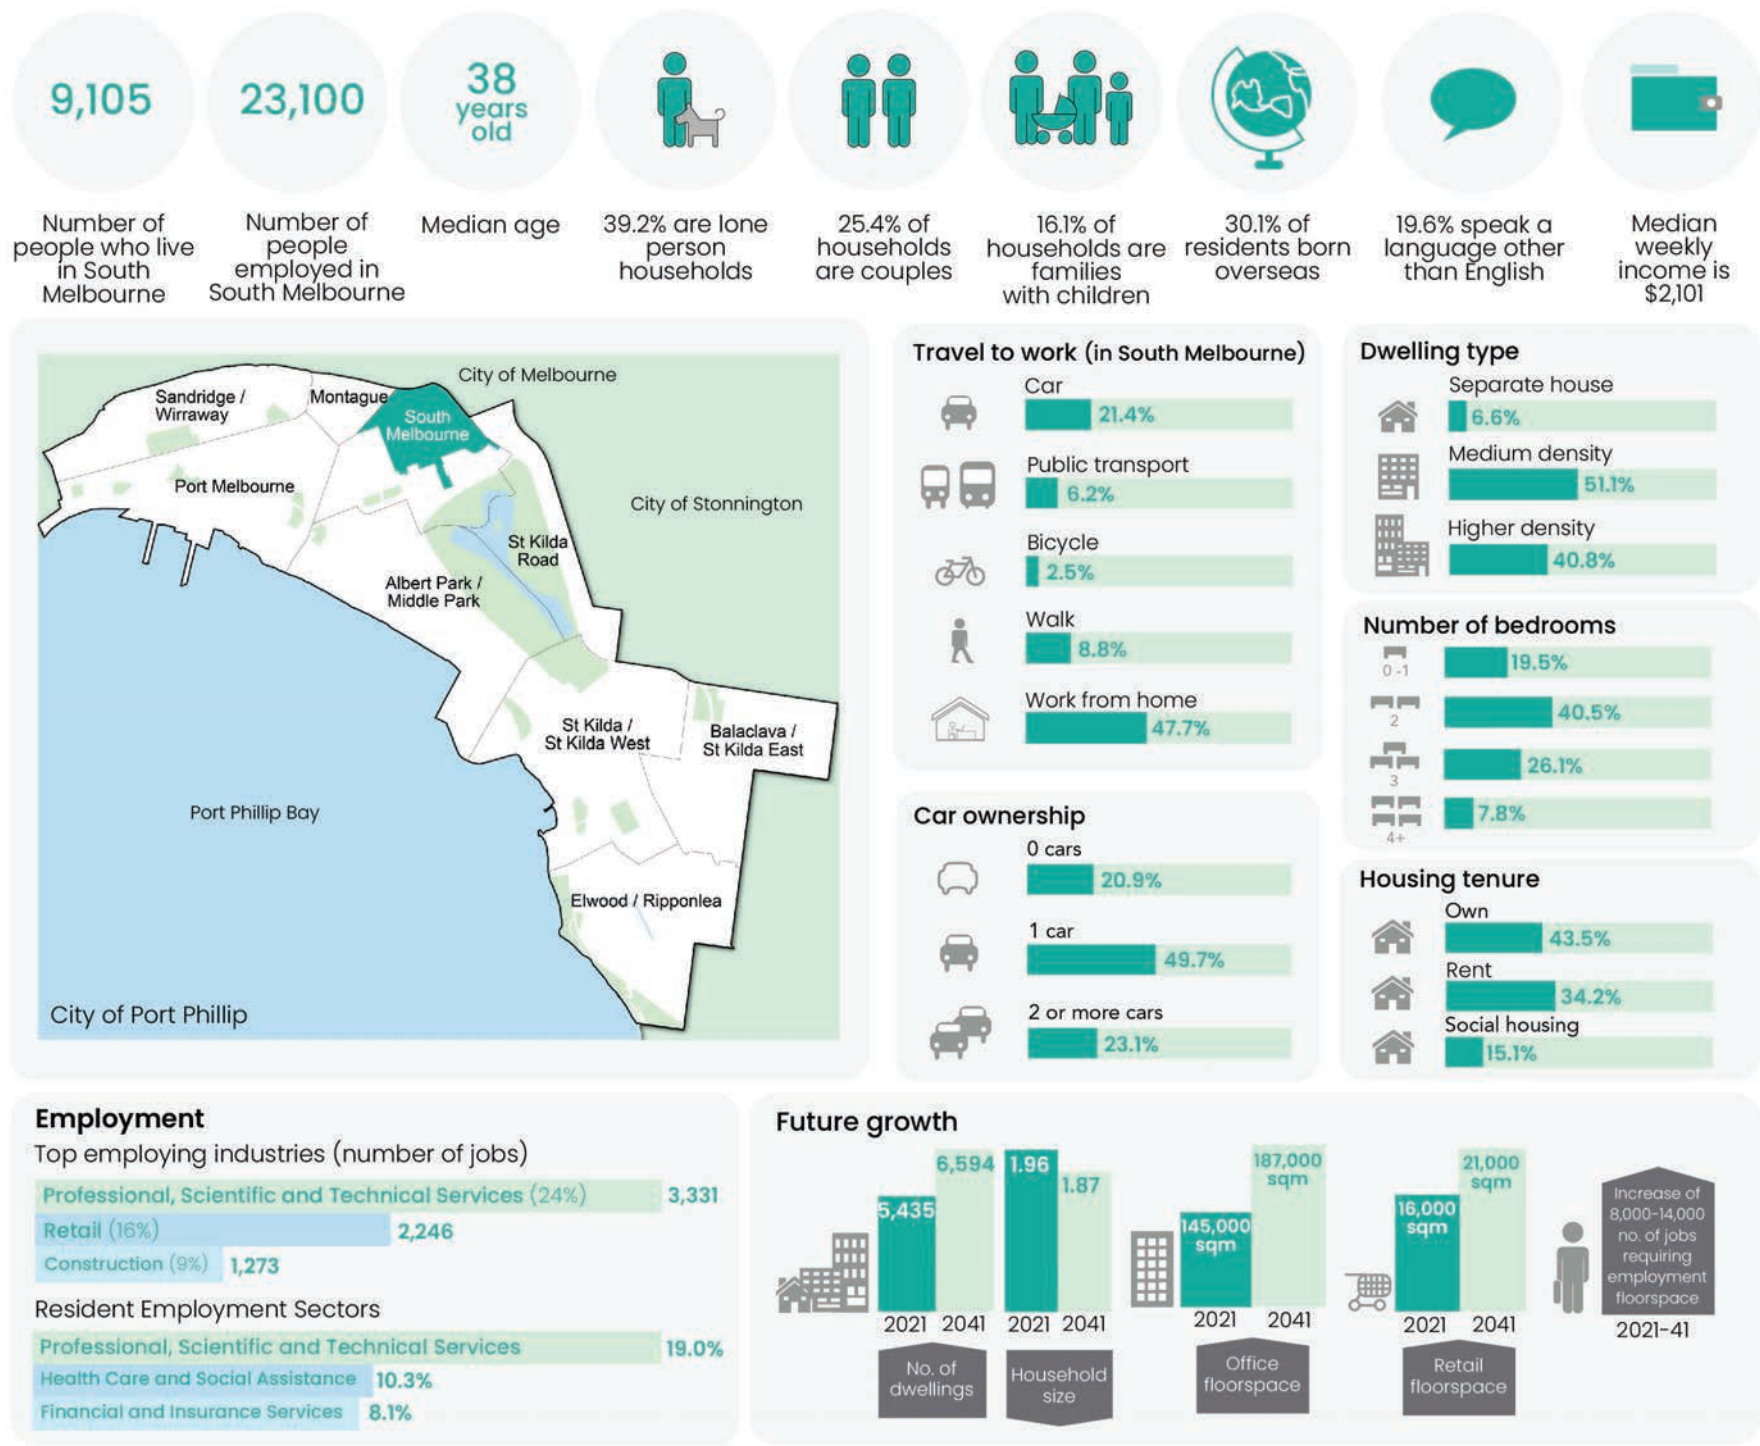 9,105
Number of
people who live
in South
Melbourne
23,100
Number of
people
employed in
South Melbourne
38
years
old
Median age
39.2% are lone
person
households
25.4% of
households
are couples
16.1% of
households are
families
with children
30.1% of
residents born
overseas
19.6% speak a
language other
than English
Median
weekly
income is
$2,101
City of Melbourne
Sandridge /
Wirraway
Montague
South
Melbourne
Port Melbourne
City of Stonnington
St Kilda
Road
Albert Park /
Middle Park
St Kilda /
St Kilda West
Balaclava /
St Kilda East
Port Phillip Bay
Elwood / Ripponlea
City of Port Phillip
Travel to work (in South Melbourne)
Car
21.4%
Public transport
6.2%
Bicycle
2.5%
Walk
8.8%
Work from home
47.7%
Car ownership
0 cars
20.9%
1 car
49.7%
2 or more cars
23.1%
Dwelling type
Separate house
6.6%
Medium density
51.1%
Higher density
40.8%
Number of bedrooms
0 -1
19.5%
2
40.5%
3
26.1%
4+
7.8%
Housing tenure
Own
43.5%
Rent
34.2%
Social housing
15.1%
Employment
Top employing industries (number of jobs)
Professional, Scientific and Technical Services (24%) 3,331
Retail (16%) 2,246
Construction (9%) 1,273
Resident Employment Sectors
Professional, Scientific and Technical Services 19.0%
Health Care and Social Assistance 10.3%
Financial and Insurance Services 8.1%
Future growth
5,435
6,594
2021 2041
No. of
dwellings
1.96
1.87
2021 2041
Household
size
145,000
sqm
187,000
sqm
2021 2041
Office
floorspace
16,000
sqm
21,000
sqm
2021 2041
Retail
floorspace
Increase of
8,000-14,000
no. of jobs
requiring
employment
floorspace
2021-41